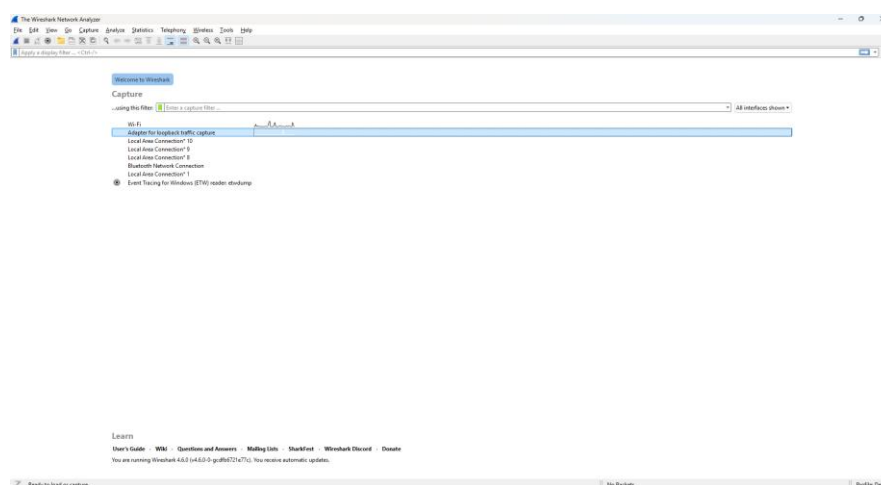 The Wireshark Network Analyzer
File Edit View Go Capture Analyze Statistics Telephony Wireless Tools Help
Apply a display filter ... <Ctrl-/>
Welcome to Wireshark
Capture
...using this filter: Enter a capture filter ... All interfaces shown
Wi-Fi
Adapter for loopback traffic capture
Local Area Connection* 10
Local Area Connection* 9
Local Area Connection* 8
Bluetooth Network Connection
Local Area Connection* 1
Event Tracing for Windows (ETW) reader: etwdump
Learn
User's Guide · Wiki · Questions and Answers · Mailing Lists · SharkFest · Wireshark Discord · Donate
You are running Wireshark 4.6.0 (v4.6.0-0-gcdfb6721e77c). You receive automatic updates.
Ready to load or capture No Packets Profile: